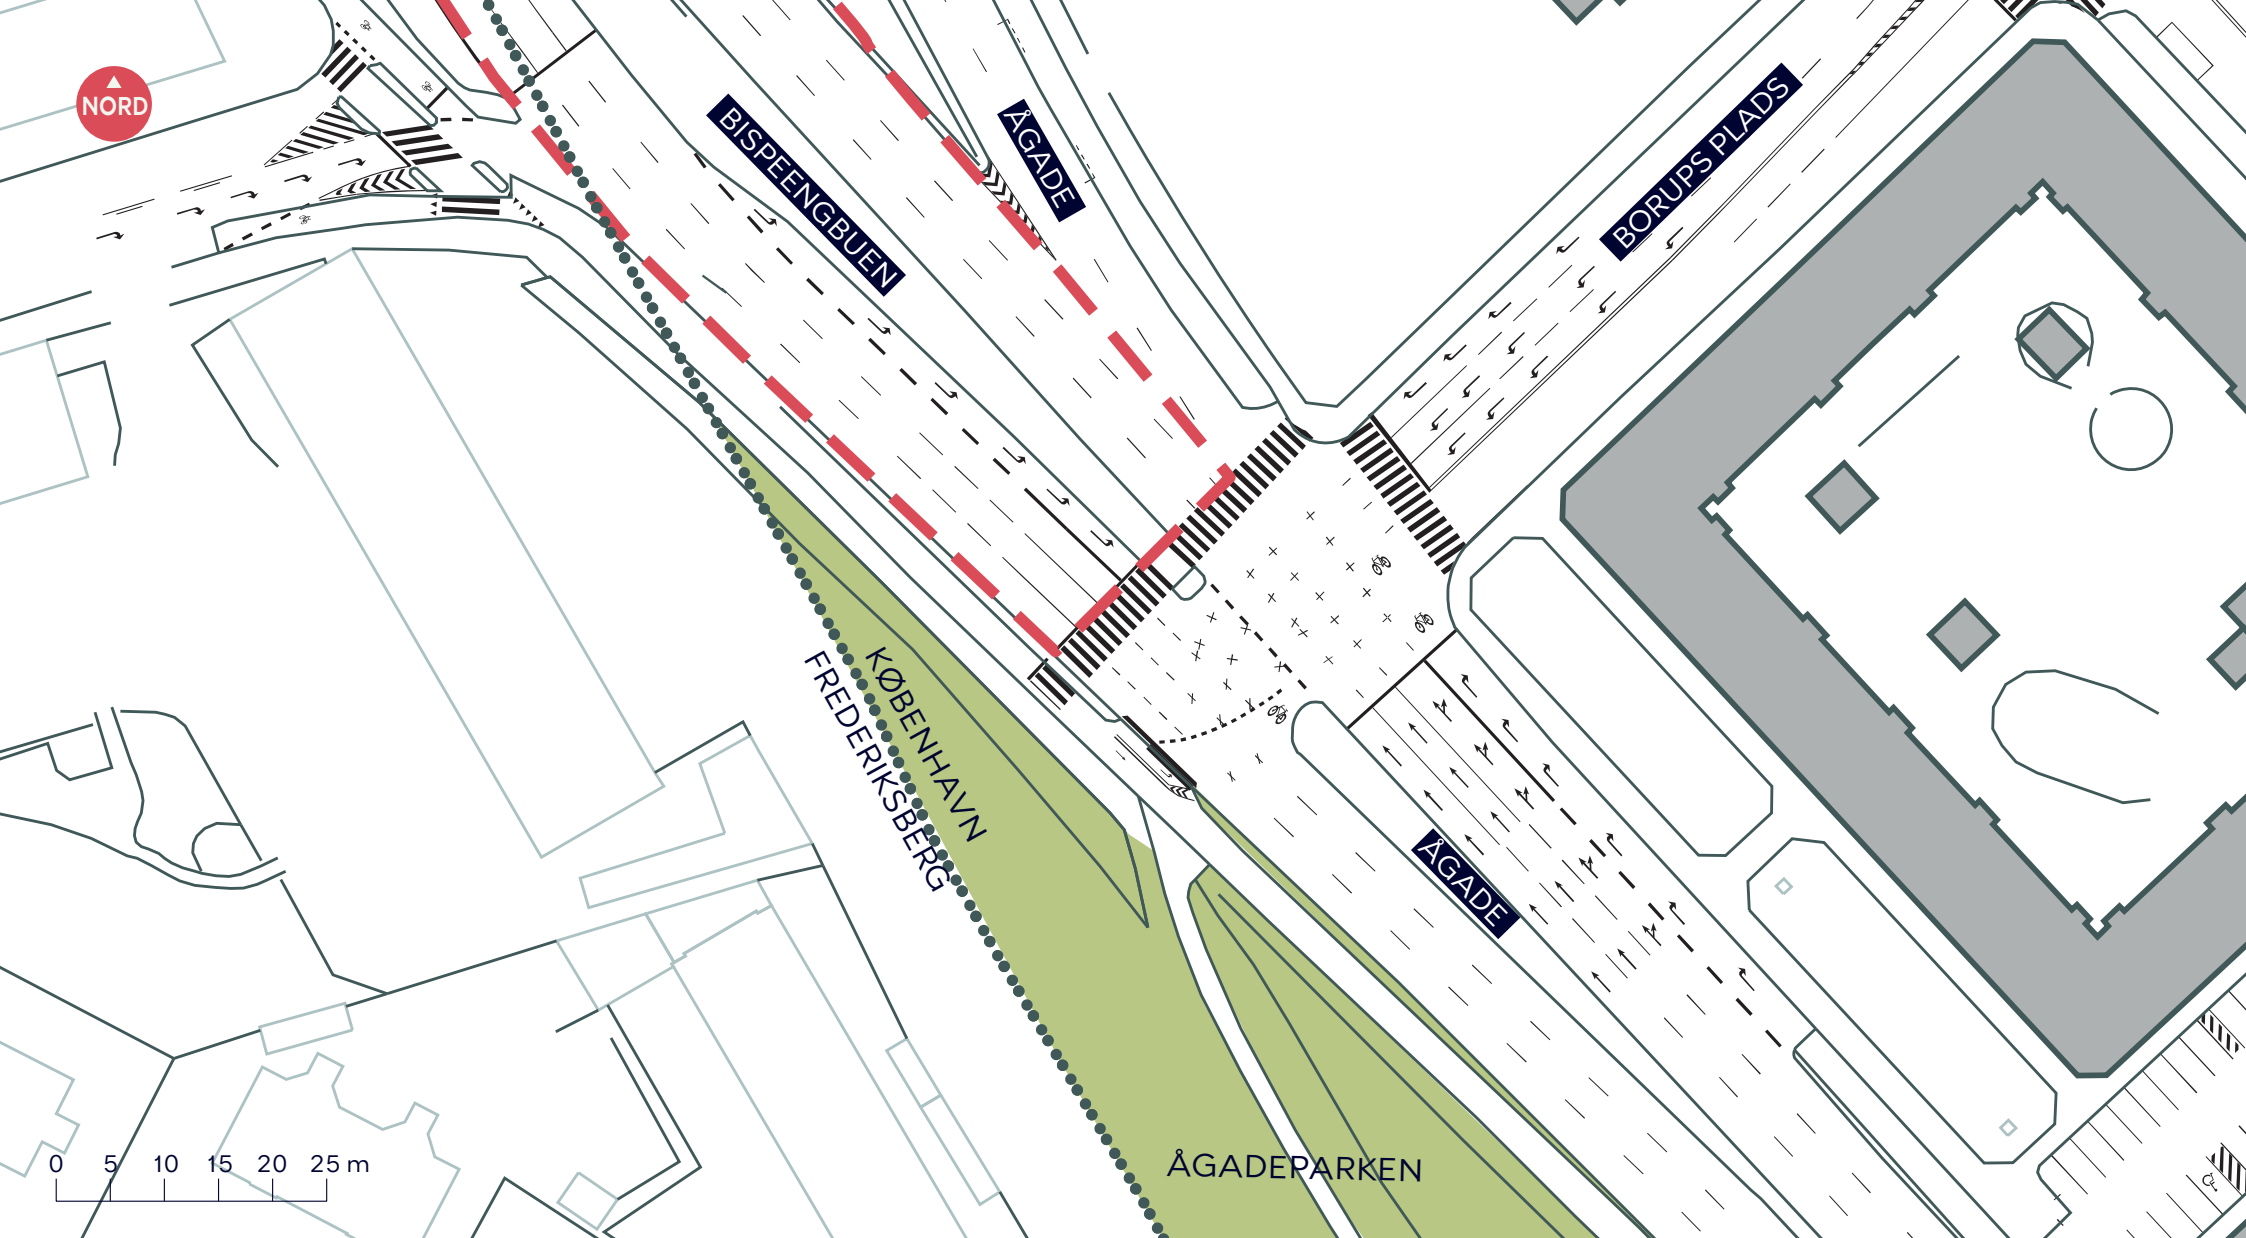 NORD
BISPEENGBUEN
ÅGADE
BORUPS PLADS
KØBENHAVN
FREDERIKSBERG
ÅGADE
ÅGADEPARKEN
0 5 10 15 20 25 m